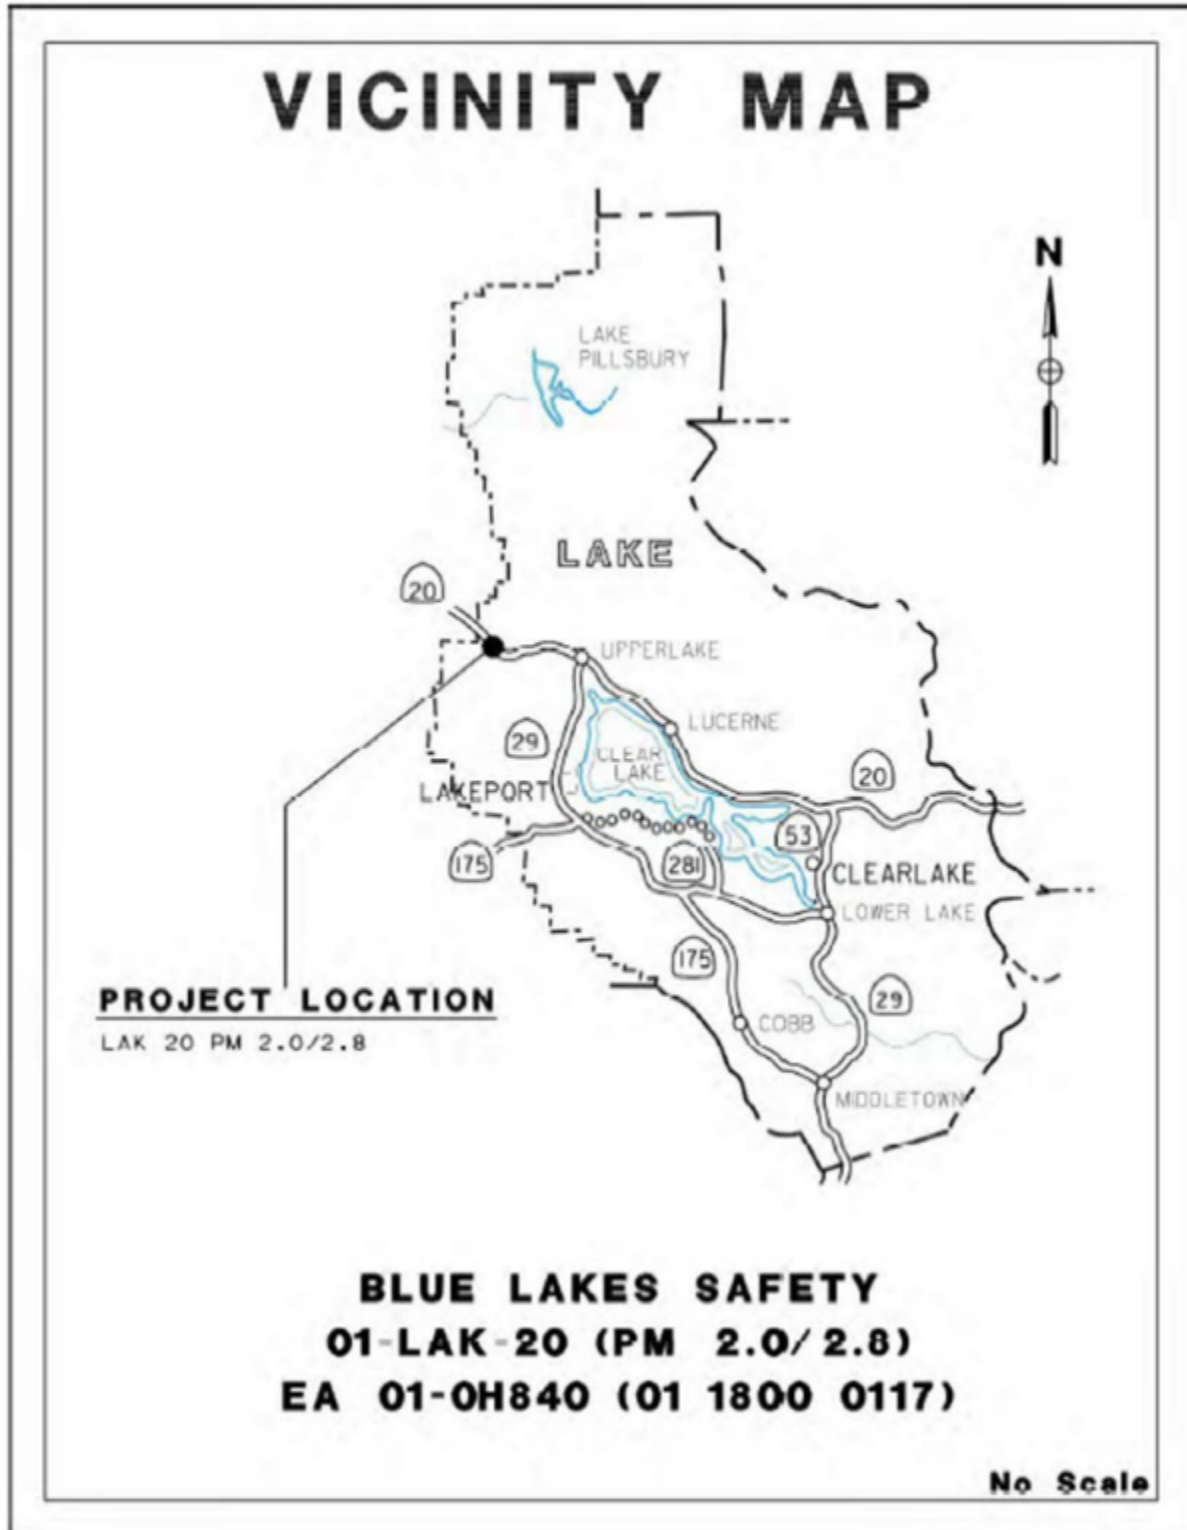 VICINITY MAP
N
LAKE
PILLSBURY
LAKE
20
UPPERLAKE
LUCERNE
29
CLEAR
LAKE
20
LAKEPORT
53
175
281
CLEARLAKE
LOWER LAKE
175
29
PROJECT LOCATION
LAK 20 PM 2.0/2.8
COBB
MIDDLETOWN
BLUE LAKES SAFETY
01-LAK-20 (PM 2.0/2.8)
EA 01-0H840 (01 1800 0117)
No Scale